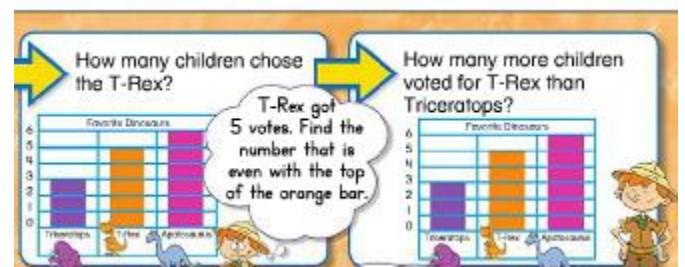 How many children chose
the T-Rex?
T-Rex got
5 votes. Find the
number that is
even with the top
of the orange bar.
Favorite Dinosaurs
6
5
4
3
2
1
0
Triceratops
T-Rex
Apatosaurus
How many more children
voted for T-Rex than
Triceratops?
Favorite Dinosaurs
6
5
4
3
2
1
0
Triceratops
T-Rex
Apatosaurus